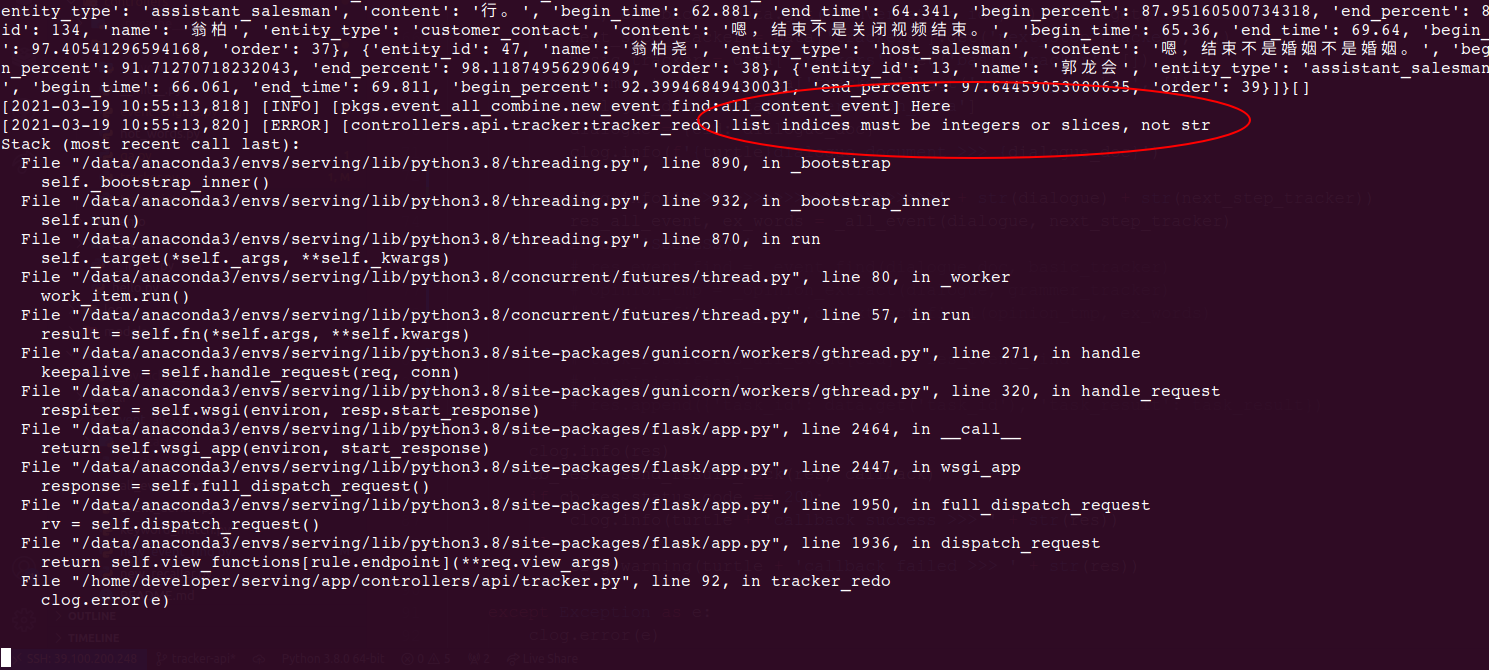 entity_type': 'assistant_salesman', 'content': '行。', 'begin_time': 62.881, 'end_time': 64.341, 'begin_percent': 87.95160500734318, 'end_percent': 8
id': 134, 'name': '翁柏', 'entity_type': 'customer_contact', 'content': '嗯，结束不是关闭视频结束。', 'begin_time': 65.36, 'end_time': 69.64, 'begin_
': 97.40541296594168, 'order': 37}, {'entity_id': 47, 'name': '翁柏尧', 'entity_type': 'host_salesman', 'content': '嗯，结束不是婚姻不是婚姻。', 'beg
n_percent': 91.71270718232043, 'end_percent': 98.11874956290649, 'order': 38}, {'entity_id': 13, 'name': '郭龙会', 'entity_type': 'assistant_salesman
', 'begin_time': 66.061, 'end_time': 69.811, 'begin_percent': 92.39946849430031, 'end_percent': 97.64459053080635, 'order': 39}]}[]
[2021-03-19 10:55:13,818] [INFO] [pkgs.event_all_combine.new_event_find:all_content_event] Here
[2021-03-19 10:55:13,820] [ERROR] [controllers.api.tracker:tracker_redo] list indices must be integers or slices, not str
Stack (most recent call last):
  File "/data/anaconda3/envs/serving/lib/python3.8/threading.py", line 890, in _bootstrap
    self._bootstrap_inner()
  File "/data/anaconda3/envs/serving/lib/python3.8/threading.py", line 932, in _bootstrap_inner
    self.run()
  File "/data/anaconda3/envs/serving/lib/python3.8/threading.py", line 870, in run
    self._target(*self._args, **self._kwargs)
  File "/data/anaconda3/envs/serving/lib/python3.8/concurrent/futures/thread.py", line 80, in _worker
    work_item.run()
  File "/data/anaconda3/envs/serving/lib/python3.8/concurrent/futures/thread.py", line 57, in run
    result = self.fn(*self.args, **self.kwargs)
  File "/data/anaconda3/envs/serving/lib/python3.8/site-packages/gunicorn/workers/gthread.py", line 271, in handle
    keepalive = self.handle_request(req, conn)
  File "/data/anaconda3/envs/serving/lib/python3.8/site-packages/gunicorn/workers/gthread.py", line 320, in handle_request
    respiter = self.wsgi(environ, resp.start_response)
  File "/data/anaconda3/envs/serving/lib/python3.8/site-packages/flask/app.py", line 2464, in __call__
    return self.wsgi_app(environ, start_response)
  File "/data/anaconda3/envs/serving/lib/python3.8/site-packages/flask/app.py", line 2447, in wsgi_app
    response = self.full_dispatch_request()
  File "/data/anaconda3/envs/serving/lib/python3.8/site-packages/flask/app.py", line 1950, in full_dispatch_request
    rv = self.dispatch_request()
  File "/data/anaconda3/envs/serving/lib/python3.8/site-packages/flask/app.py", line 1936, in dispatch_request
    return self.view_functions[rule.endpoint](**req.view_args)
  File "/home/developer/serving/app/controllers/api/tracker.py", line 92, in tracker_redo
    clog.error(e)
OUTLINE
TIMELINE